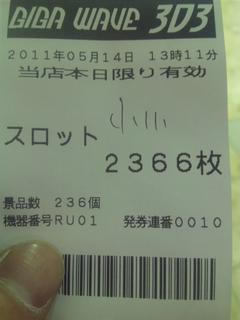 GIGA WAVE 303
2011年05月14日 13時11分
当店本日限り有効
スロット
2366枚
景品数 236個
機器番号RU01 発券連番0010